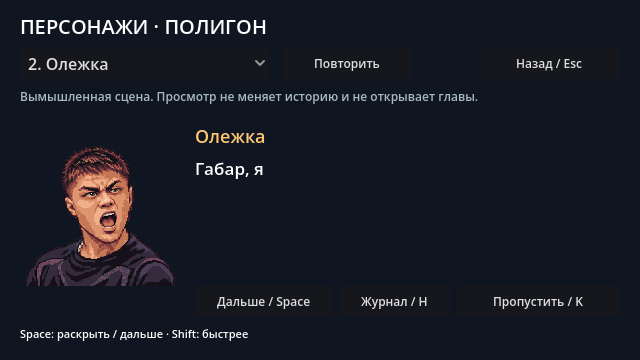 ПЕРСОНАЖИ · ПОЛИГОН
2. Олежка
Повторить
Назад / Esc
Вымышленная сцена. Просмотр не меняет историю и не открывает главы.
Олежка
Габар, я
Дальше / Space
Журнал / H
Пропустить / K
Space: раскрыть / дальше · Shift: быстрее